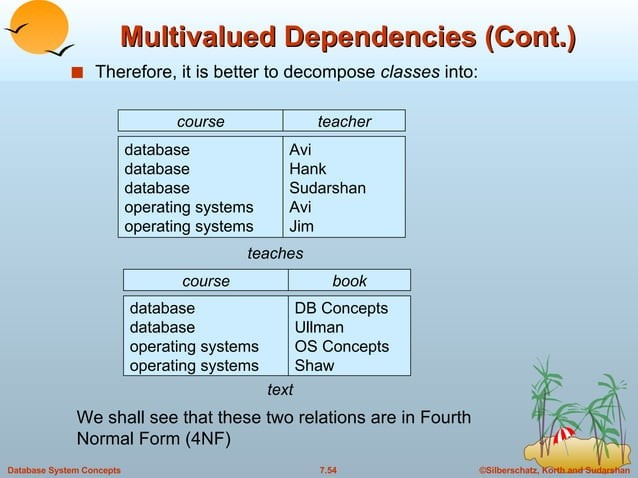 Multivalued Dependencies (Cont.)
Therefore, it is better to decompose classes into:
course teacher
database Avi
database Hank
database Sudarshan
operating systems Avi
operating systems Jim
teaches
course book
database DB Concepts
database Ullman
operating systems OS Concepts
operating systems Shaw
text
We shall see that these two relations are in Fourth
Normal Form (4NF)
Database System Concepts 7.54 ©Silberschatz, Korth and Sudarshan